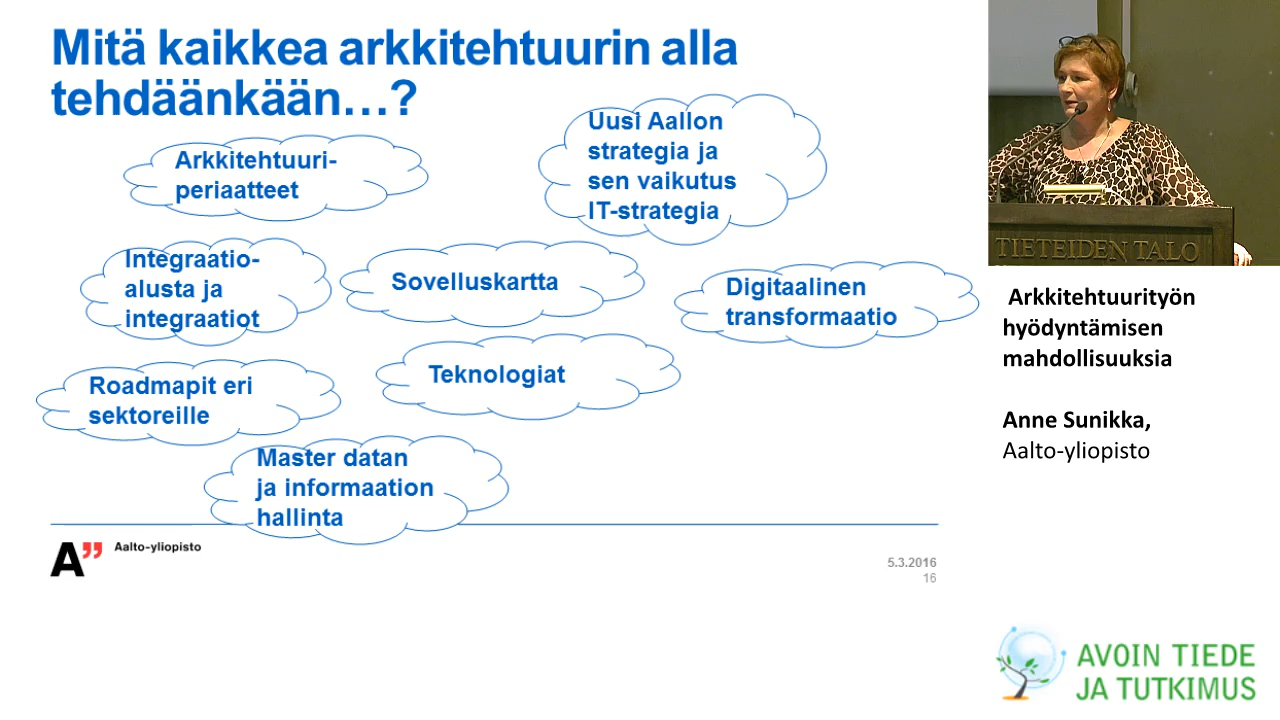 Mitä kaikkea arkkitehtuurin alla
tehdäänkään…?
Arkkitehtuuri-
periaatteet
Uusi Aallon
strategia ja
sen vaikutus
IT-strategia
Integraatio-
alusta ja
integraatiot
Sovelluskartta
Digitaalinen
transformaatio
Roadmapit eri
sektoreille
Teknologiat
Master datan
ja informaation
hallinta
A”
Aalto-yliopisto
5.3.2016
16
TIETEIDEN TALO
Arkkitehtuurityön
hyödyntämisen
mahdollisuuksia
Anne Sunikka,
Aalto-yliopisto
AVOIN TIEDE
JA TUTKIMUS